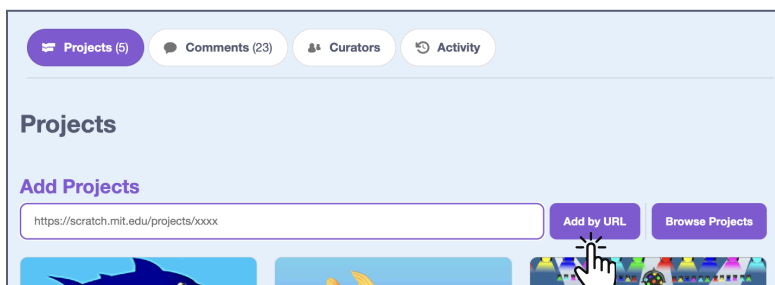 Projects (5)
Comments (23)
Curators
Activity
Projects
Add Projects
https://scratch.mit.edu/projects/xxxx
Add by URL
Browse Projects